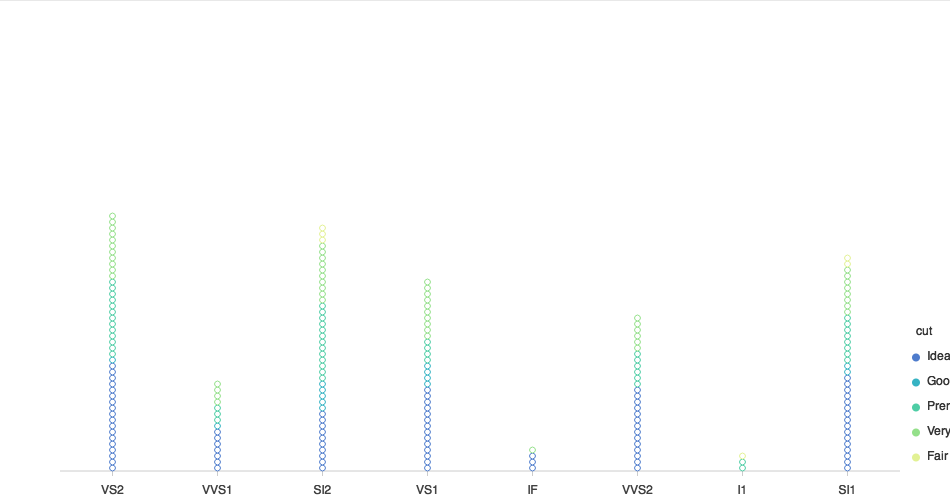 cut
Idea
Goo
Prer
Very
Fair
VS2 VVS1 SI2 VS1 IF VVS2 I1 SI1